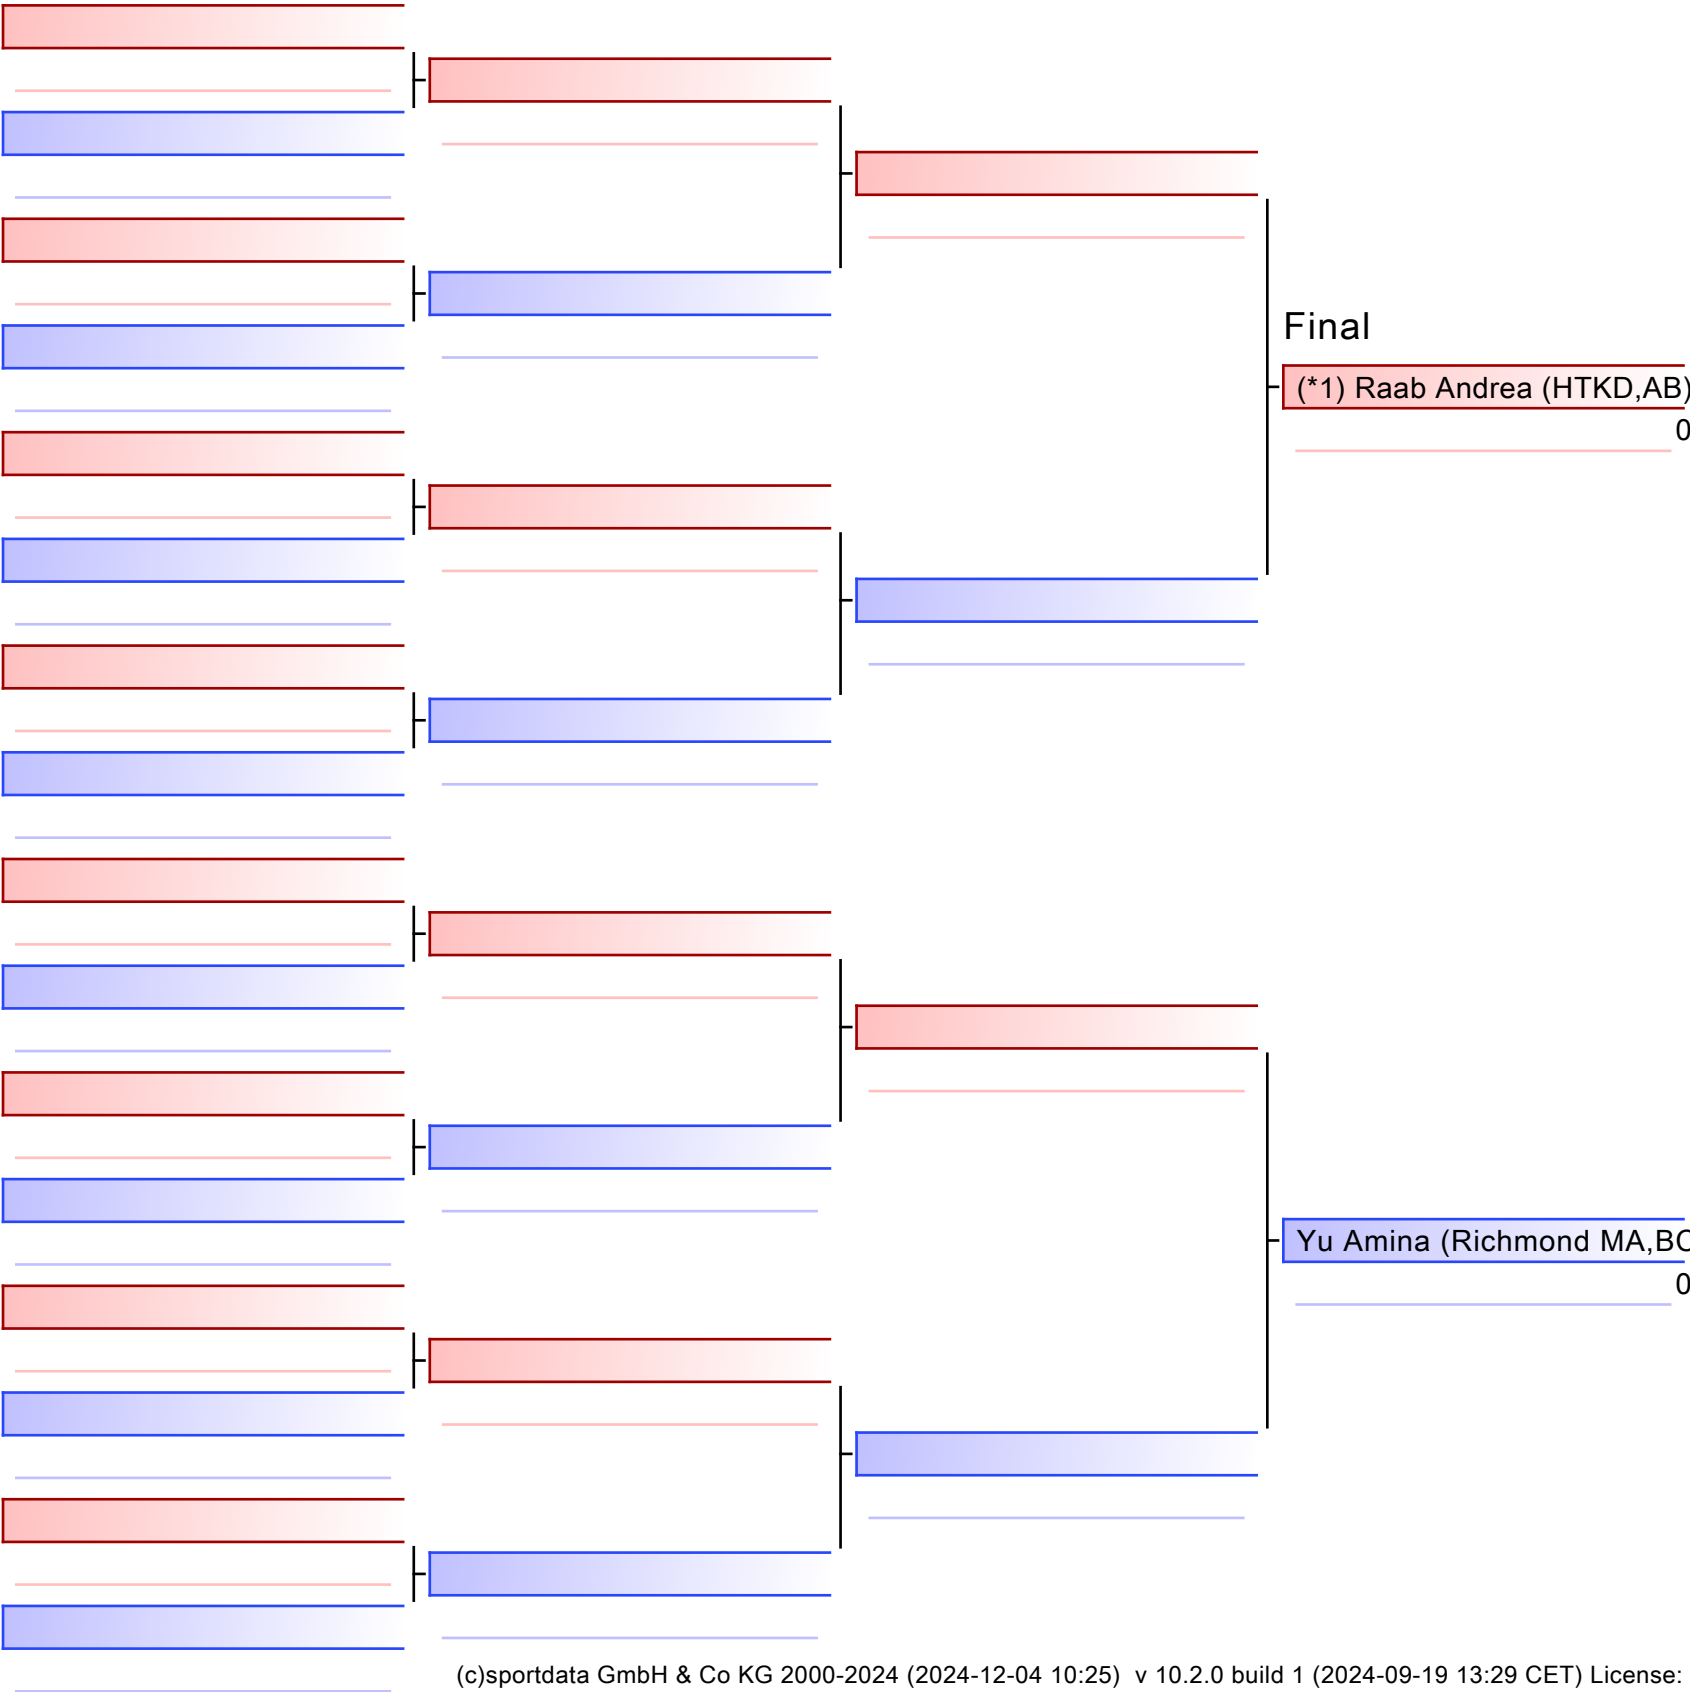 Final
(*1) Raab Andrea (HTKD,AB)
0
Yu Amina (Richmond MA,BC
0
(c)sportdata GmbH & Co KG 2000-2024 (2024-12-04 10:25) v 10.2.0 build 1 (2024-09-19 13:29 CET) License: